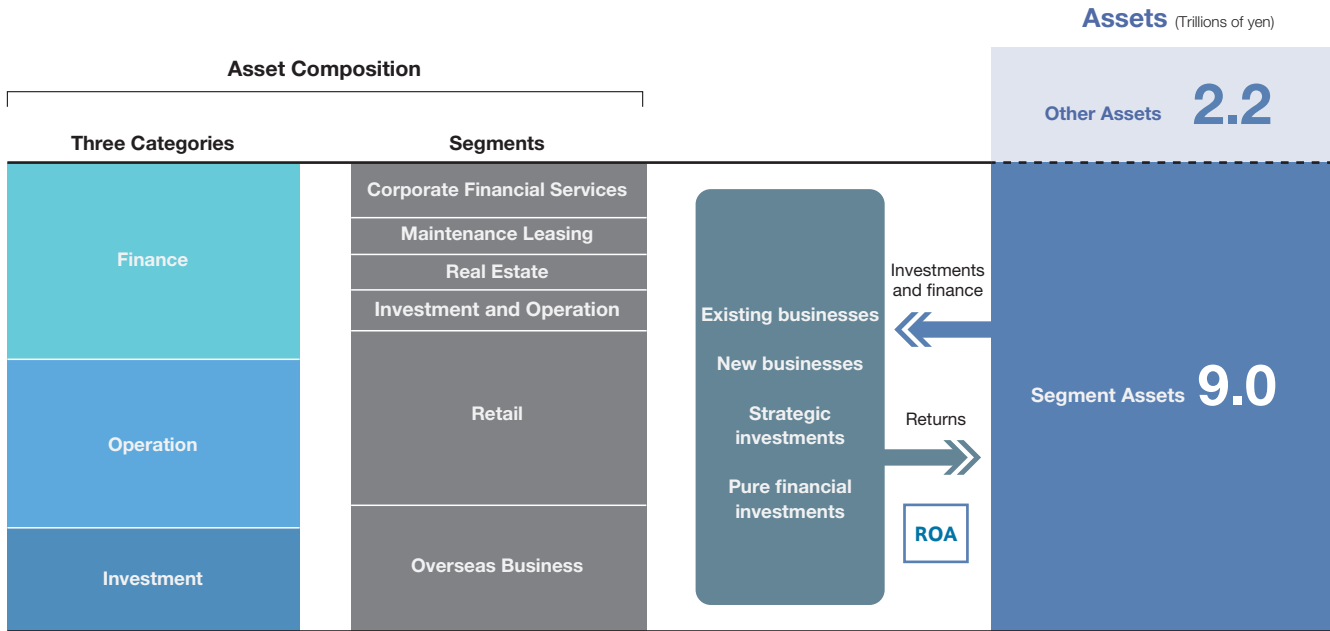 Assets (Trillions of yen)
Asset Composition
Other Assets 2.2
Three Categories
Segments
Finance
Operation
Investment
Corporate Financial Services
Maintenance Leasing
Real Estate
Investment and Operation
Retail
Overseas Business
Existing businesses
New businesses
Strategic
investments
Pure financial
investments
Investments
and finance
Returns
ROA
Segment Assets 9.0